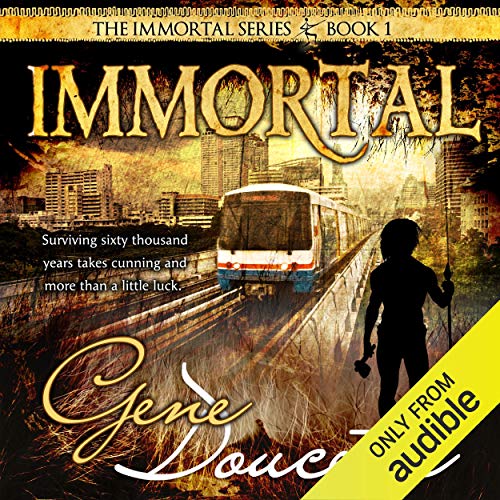 THE IMMORTAL SERIES BOOK 1
IMMORTAL
Surviving sixty thousand
years takes cunning and
more than a little luck.
Gene
ONLY FROM
audible